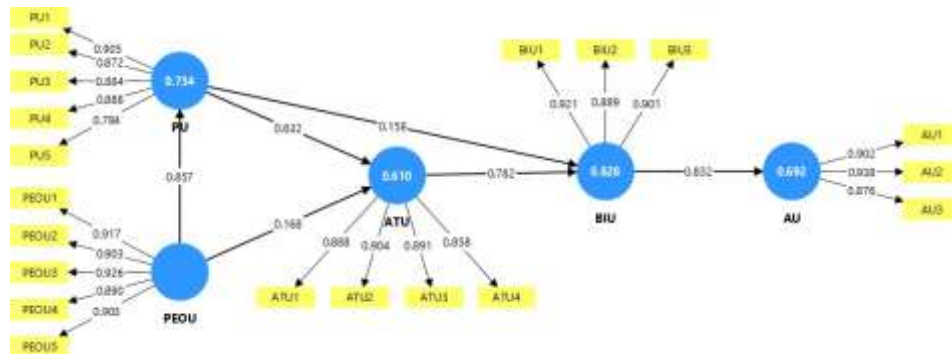 PU1
PU2
PU3
PU4
PU5
0.905
0.872
0.884
0.886
0.784
0.734
PU
0.857
0.632
0.156
0.168
PEOU1
PEOU2
PEOU3
PEOU4
PEOU5
0.917
0.903
0.926
0.890
0.903
PEOU
0.610
ATU
0.888
0.904
0.891
0.858
ATU1
ATU2
ATU3
ATU4
0.782
BIU1
BIU2
BIU3
0.921
0.889
0.901
0.828
BIU
0.832
0.692
AU
0.902
0.938
0.876
AU1
AU2
AU3